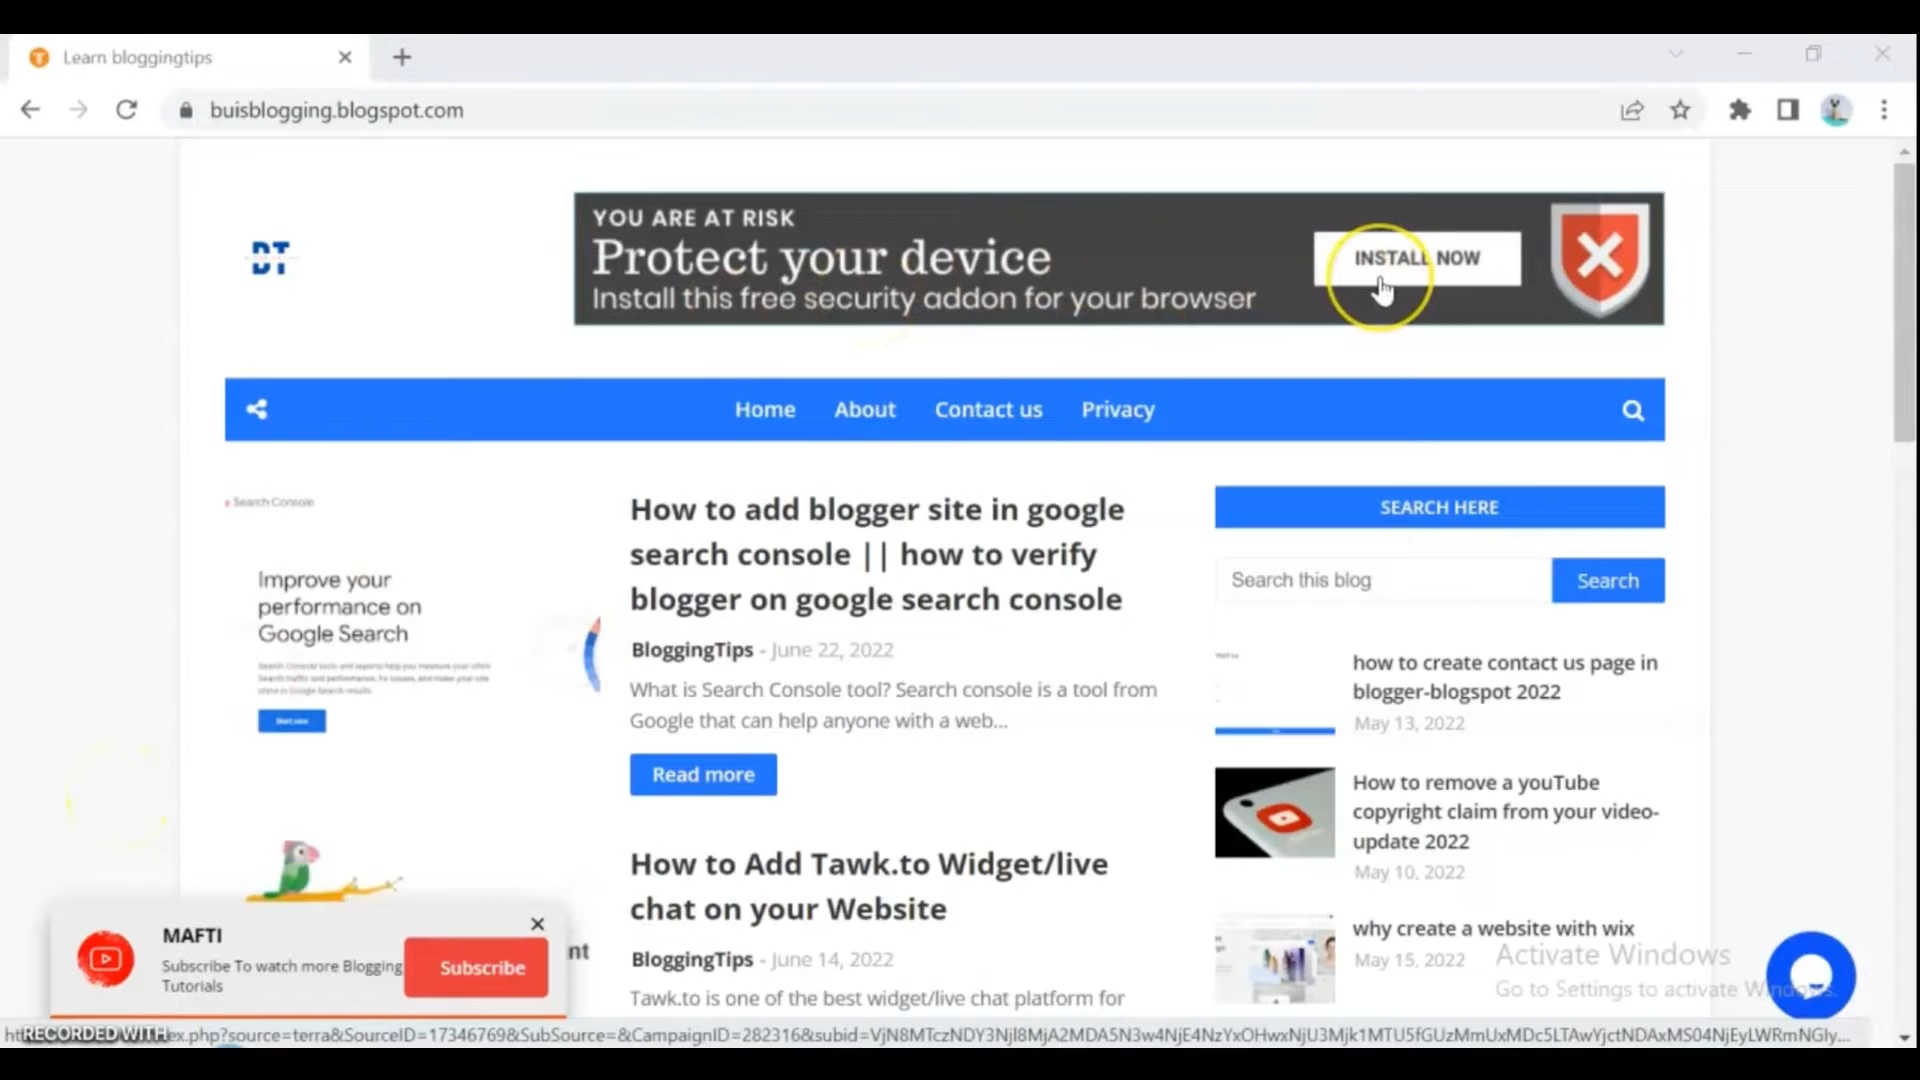 Learn bloggingtips
buisblogging.blogspot.com
YOU ARE AT RISK
Protect your device
Install this free security addon for your browser
INSTALL NOW
BT
Home About Contact us Privacy
Search Console
Improve your
performance on
Google Search
Start now
How to add blogger site in google
search console || how to verify
blogger on google search console
BloggingTips - June 22, 2022
What is Search Console tool? Search console is a tool from
Google that can help anyone with a web...
Read more
How to Add Tawk.to Widget/live
chat on your Website
BloggingTips - June 14, 2022
Tawk.to is one of the best widget/live chat platform for
SEARCH HERE
Search this blog Search
how to create contact us page in
blogger-blogspot 2022
May 13, 2022
How to remove a youTube
copyright claim from your video-
update 2022
May 10, 2022
why create a website with wix
May 15, 2022
Activate Windows
Go to Settings to activate Windows.
MAFTI
Subscribe To watch more Blogging
Tutorials
Subscribe
nt
RECORDED WITH